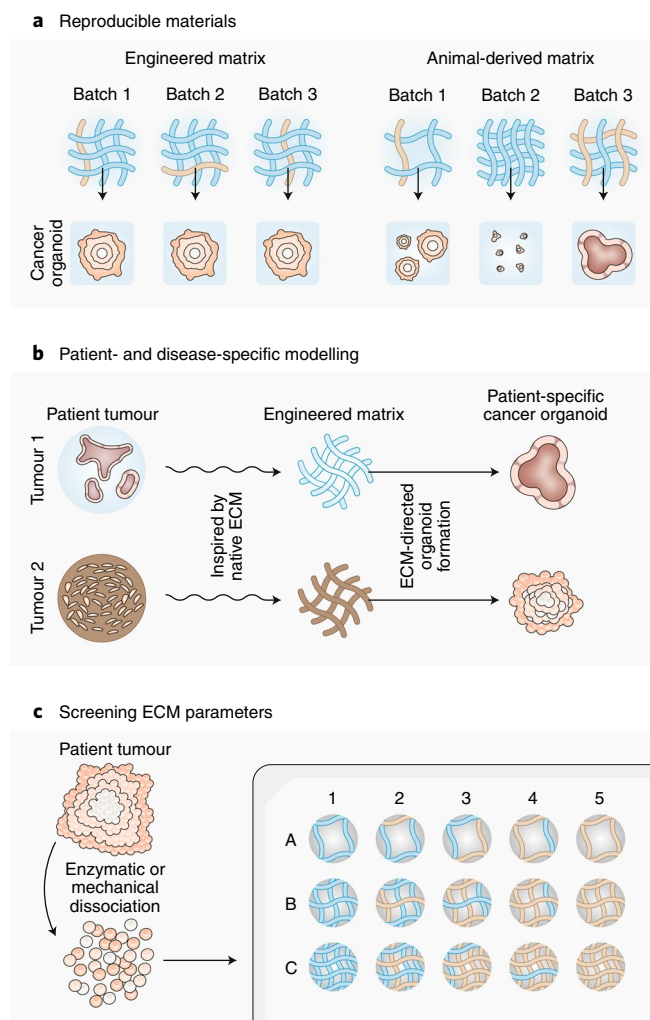 a Reproducible materials
Engineered matrix
Animal-derived matrix
Batch 1
Batch 2
Batch 3
Batch 1
Batch 2
Batch 3
Cancer
organoid
b Patient- and disease-specific modelling
Patient tumour
Engineered matrix
Patient-specific
cancer organoid
Tumour 1
Inspired by
native ECM
ECM-directed
organoid
formation
Tumour 2
c Screening ECM parameters
Patient tumour
Enzymatic or
mechanical
dissociation
1 2 3 4 5
A
B
C